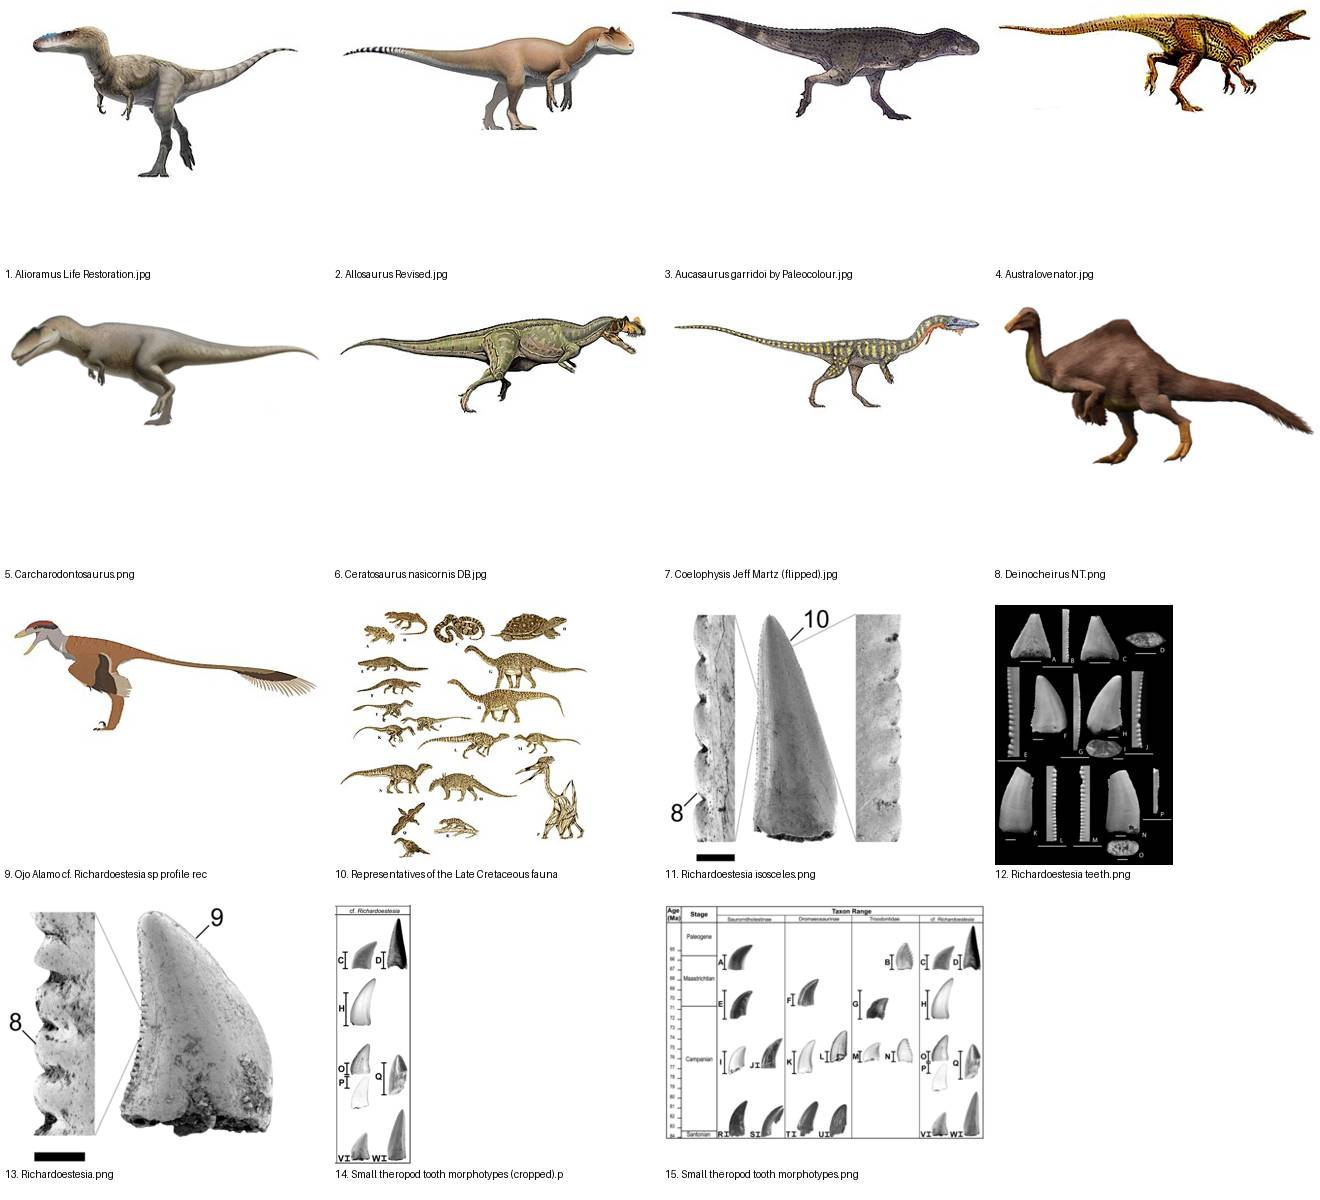 1. Alioramus Life Restoration.jpg
2. Allosaurus Revised.jpg
3. Aucasaurus garridoi by Paleocolour.jpg
4. Australovenator.jpg
5. Carcharodontosaurus.png
6. Ceratosaurus nasicornis DB.jpg
7. Coelophysis Jeff Martz (flipped).jpg
8. Deinocheirus NT.png
10
8
9. Ojo Alamo cf. Richardoestesia sp profile rec
10. Representatives of the Late Cretaceous fauna
11. Richardoestesia isosceles.png
12. Richardoestesia teeth.png
9
8
cf. Richardoestesia
C D
H
O
P Q
V W
Age (Ma) Stage Taxon Range
Saurornitholestinae Dromaeosaurinae Troodontidae cf. Richardoestesia
Paleogene
A B C D
Maastrichtian
E F G H
Campanian
I J K L M N O P Q
R S T U V W
Santonian
13. Richardoestesia.png
14. Small theropod tooth morphotypes (cropped).p
15. Small theropod tooth morphotypes.png